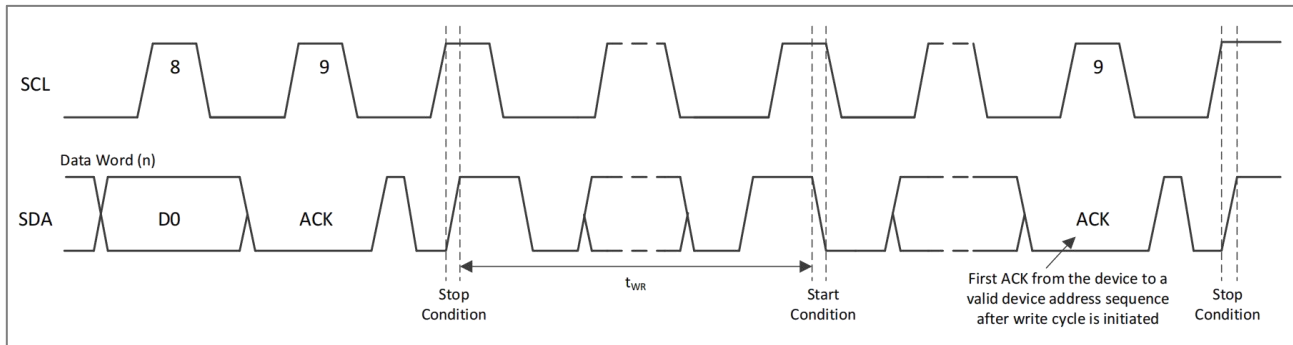 SCL
8
9
9
Data Word (n)
SDA
D0
ACK
ACK
tWR
Stop
Condition
Start
Condition
First ACK from the device to a
valid device address sequence
after write cycle is initiated
Stop
Condition